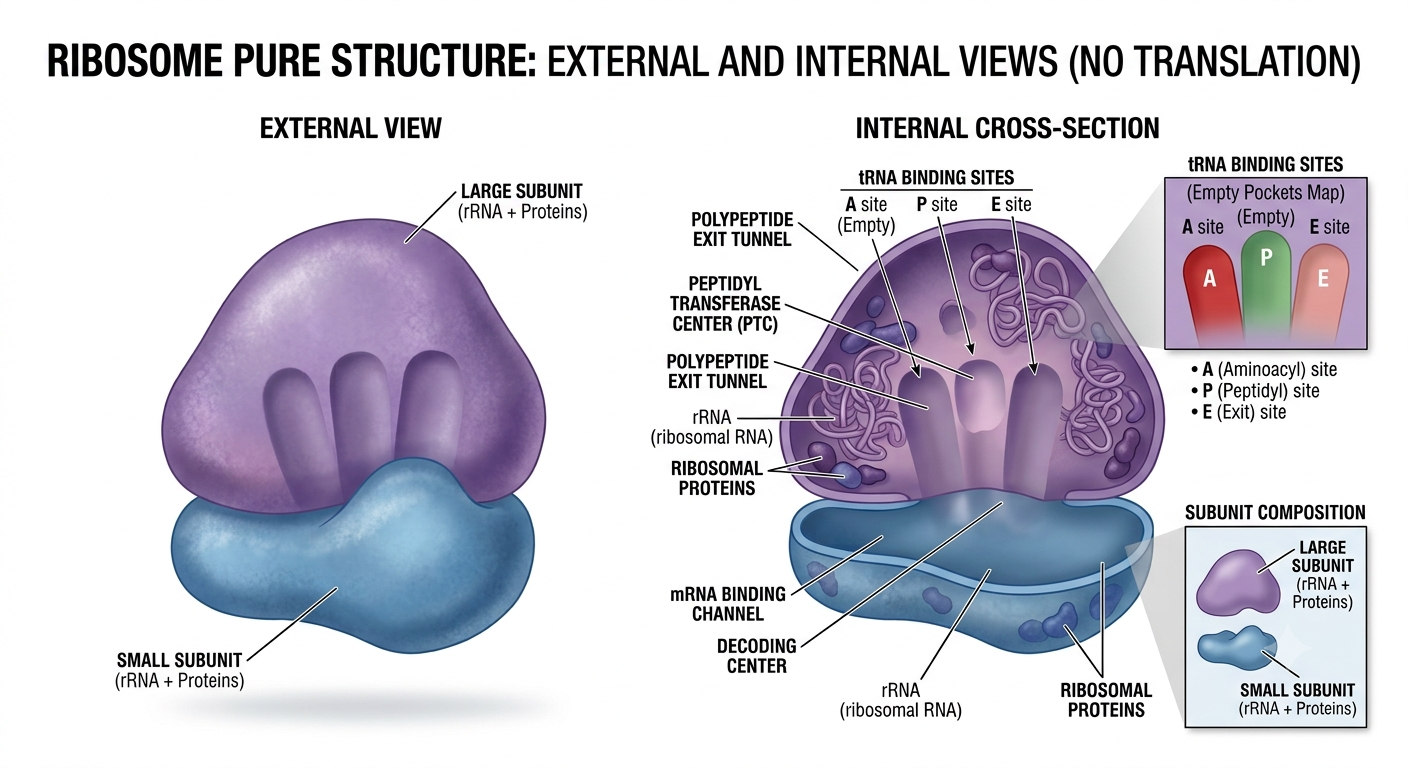 RIBOSOME PURE STRUCTURE: EXTERNAL AND INTERNAL VIEWS (NO TRANSLATION)
EXTERNAL VIEW
LARGE SUBUNIT
(rRNA + Proteins)
SMALL SUBUNIT
(rRNA + Proteins)
INTERNAL CROSS-SECTION
tRNA BINDING SITES
A site
(Empty)
P site
E site
POLYPEPTIDE
EXIT TUNNEL
PEPTIDYL
TRANSFERASE
CENTER (PTC)
POLYPEPTIDE
EXIT TUNNEL
rRNA
(ribosomal RNA)
RIBOSOMAL
PROTEINS
mRNA BINDING
CHANNEL
DECODING
CENTER
rRNA
(ribosomal RNA)
RIBOSOMAL
PROTEINS
tRNA BINDING SITES
(Empty Pockets Map)
(Empty)
A site
E site
A
P
E
• A (Aminoacyl) site
• P (Peptidyl) site
• E (Exit) site
SUBUNIT COMPOSITION
LARGE
SUBUNIT
(rRNA +
Proteins)
SMALL SUBUNIT
(rRNA + Proteins)